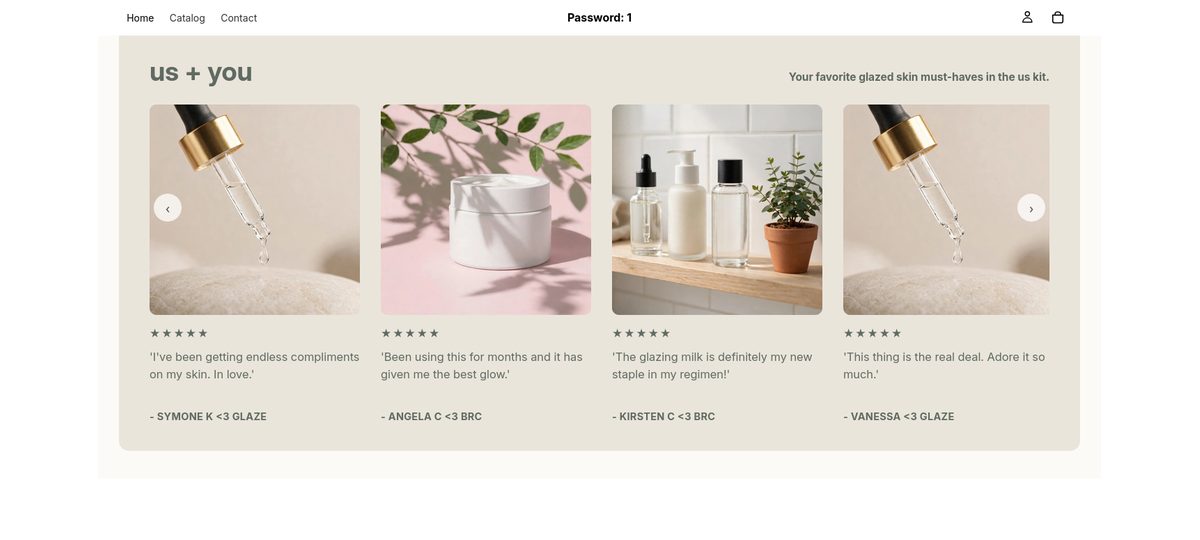 Home Catalog Contact Password: 1
us + you
Your favorite glazed skin must-haves in the us kit.
‹ ›
★★★★★
'I've been getting endless compliments
on my skin. In love.'
- SYMONE K <3 GLAZE
★★★★★
'Been using this for months and it has
given me the best glow.'
- ANGELA C <3 BRC
★★★★★
'The glazing milk is definitely my new
staple in my regimen!'
- KIRSTEN C <3 BRC
★★★★★
'This thing is the real deal. Adore it so
much.'
- VANESSA <3 GLAZE